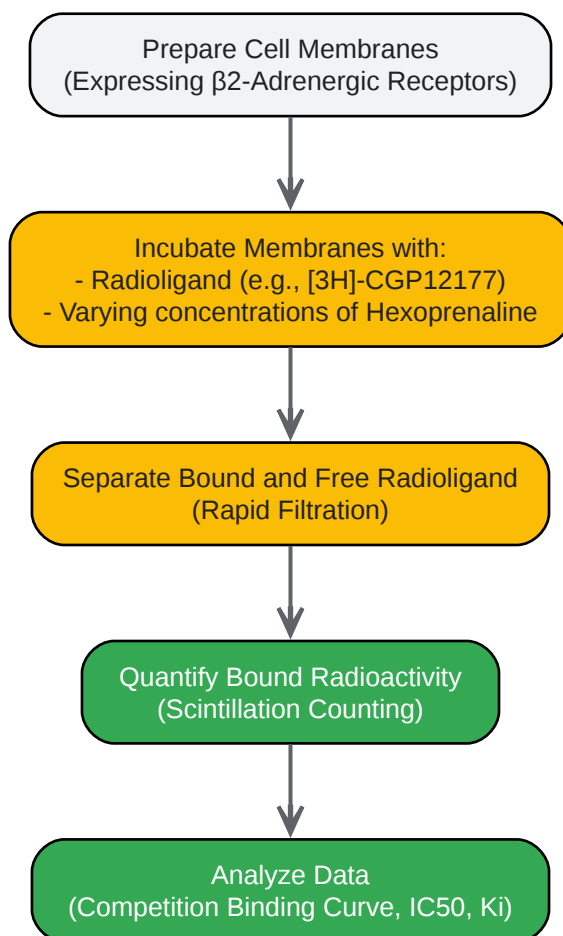 Prepare Cell Membranes
(Expressing β2-Adrenergic Receptors)
Incubate Membranes with:
- Radioligand (e.g., [3H]-CGP12177)
- Varying concentrations of Hexoprenaline
Separate Bound and Free Radioligand
(Rapid Filtration)
Quantify Bound Radioactivity
(Scintillation Counting)
Analyze Data
(Competition Binding Curve, IC50, Ki)